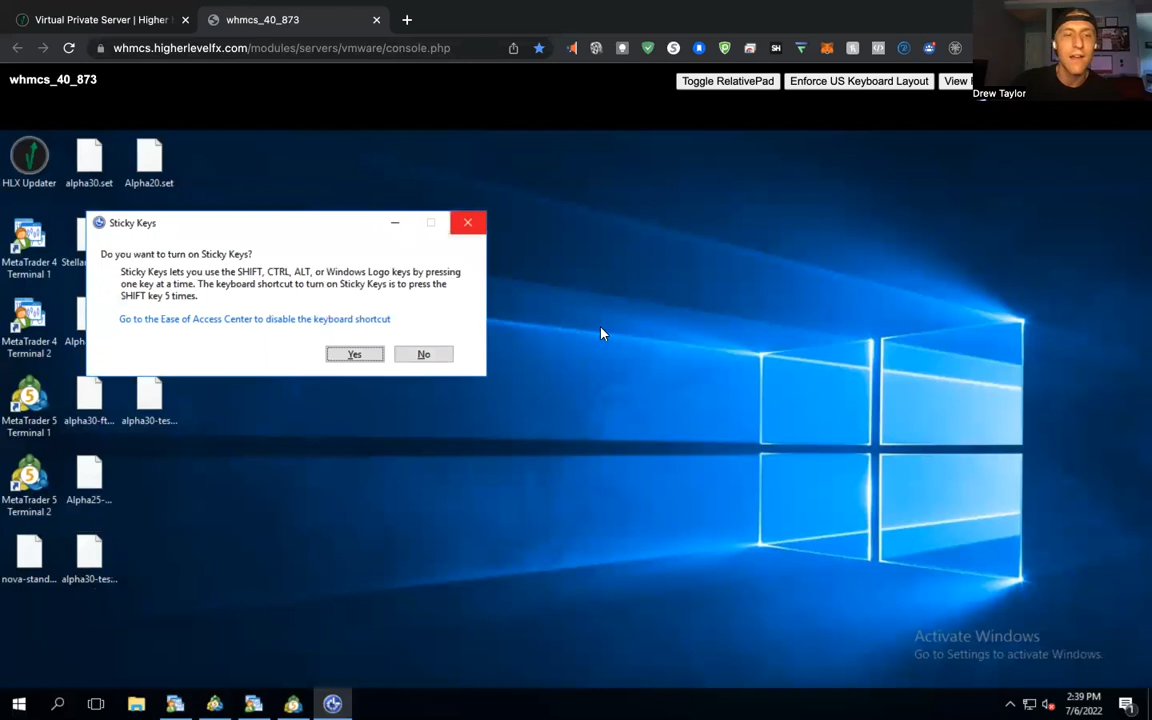 Virtual Private Server | Higher
whmcs_40_873
whmcs.higherlevelfx.com/modules/servers/vmware/console.php
whmcs_40_873
Toggle RelativePad
Enforce US Keyboard Layout
View
Drew Taylor
HLX Updater
alpha30.set
Alpha20.set
MetaTrader 4
Terminal 1
Stellar
MetaTrader 4
Terminal 2
Alph
MetaTrader 5
Terminal 1
alpha30-ft...
alpha30-tes...
MetaTrader 5
Terminal 2
Alpha25-...
nova-stand...
alpha30-tes...
Sticky Keys
Do you want to turn on Sticky Keys?
Sticky Keys lets you use the SHIFT, CTRL, ALT, or Windows Logo keys by pressing
one key at a time. The keyboard shortcut to turn on Sticky Keys is to press the
SHIFT key 5 times.
Go to the Ease of Access Center to disable the keyboard shortcut
Yes
No
Activate Windows
Go to Settings to activate Windows.
2:39 PM
7/6/2022
1